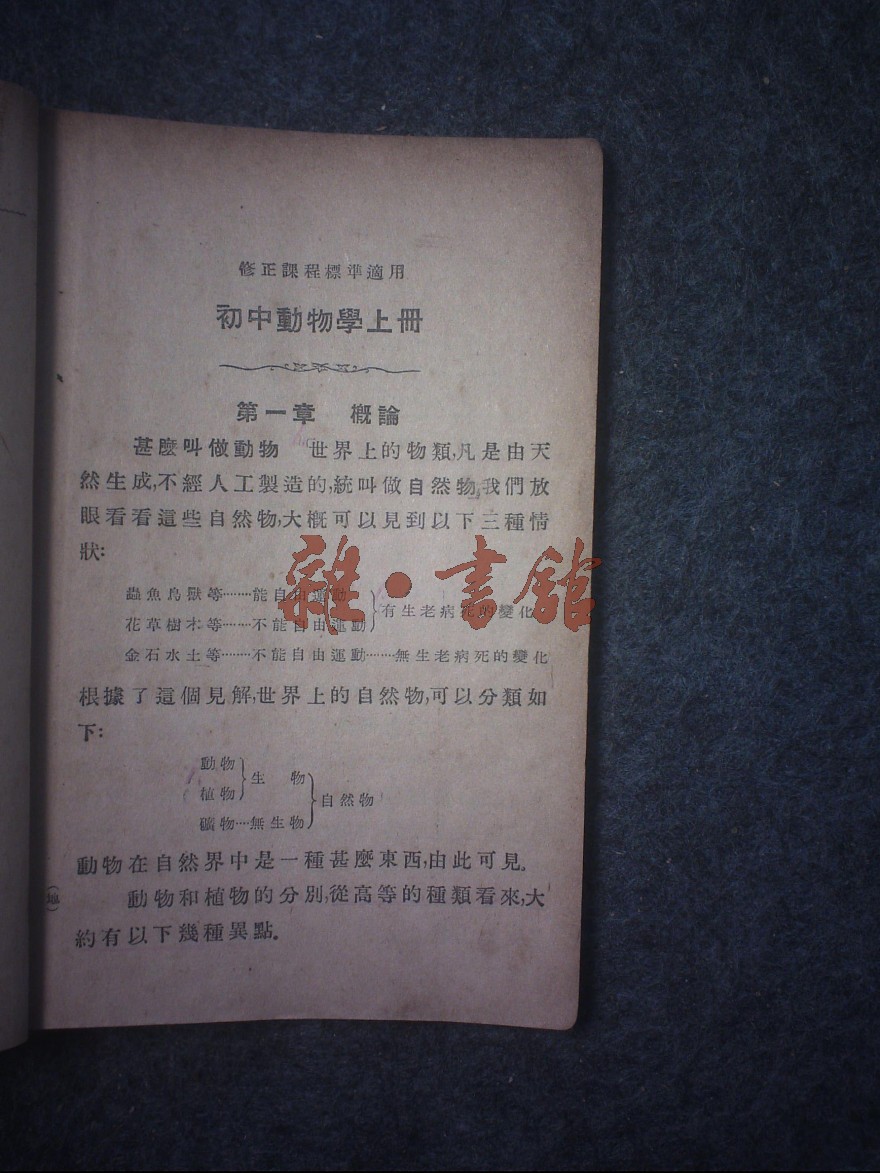 修正課程標準適用
初中動物學上冊
第一章 概論
甚麼叫做動物 世界上的物類,凡是由天
然生成,不經人工製造的,統叫做自然物,我們放
眼看看這些自然物,大概可以見到以下三種情
狀:
蟲魚鳥獸等……能自由運動
花草樹木等……不能自由運動
有生老病死的變化
金石水土等……不能自由運動……無生老病死的變化
根據了這個見解,世界上的自然物,可以分類如
下:
動物
植物
生 物
礦物…無生物
自然物
動物在自然界中是一種甚麼東西,由此可見。
動物和植物的分別,從高等的種類看來,大
約有以下幾種異點。
雜·書館